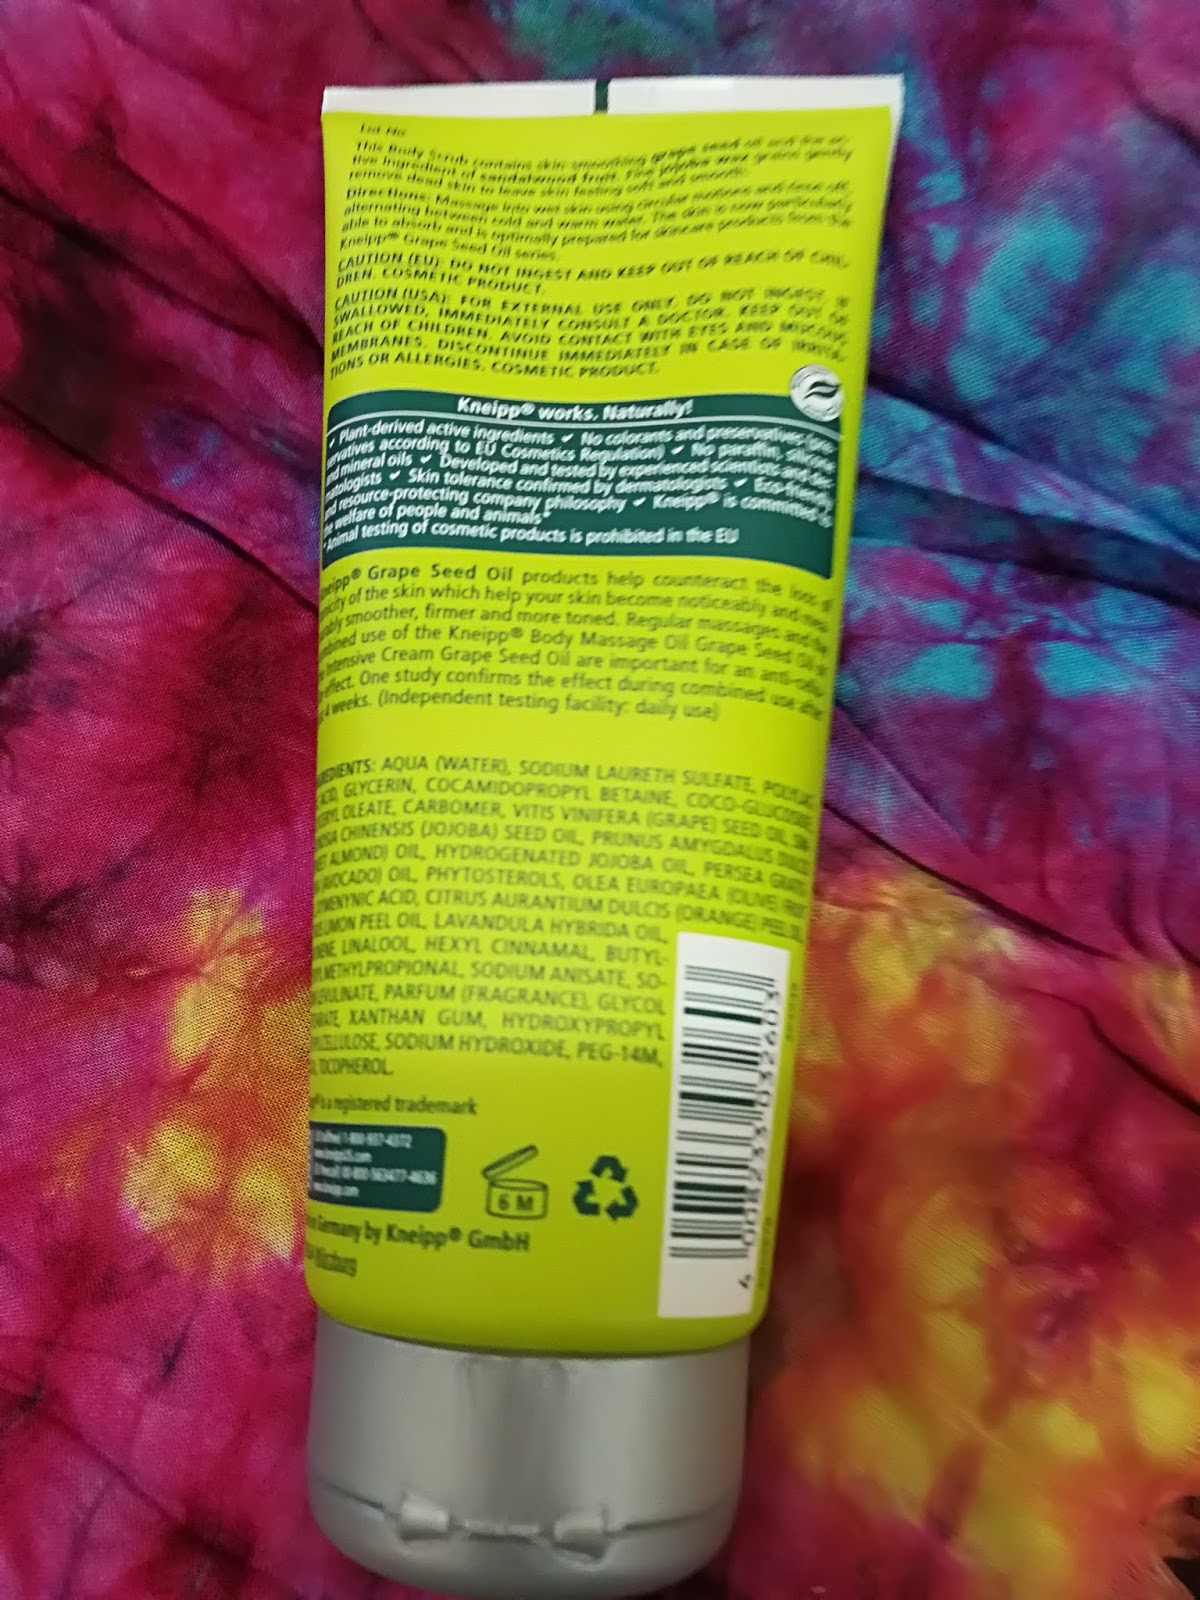 Lot No.
This Body Scrub contains skin-smoothing grape seed oil and the ac-
tive ingredient of sandalwood fruit. Fine jojoba wax grains gently
remove dead skin to leave skin feeling soft and smooth.
Directions: Massage into wet skin using circular motions and rinse off,
alternating between cold and warm water. The skin is now particularly
able to absorb and is optimally prepared for skincare products from the
Kneipp® Grape Seed Oil series.
CAUTION (EU): DO NOT INGEST AND KEEP OUT OF REACH OF CHIL-
DREN. COSMETIC PRODUCT.
CAUTION (USA): FOR EXTERNAL USE ONLY. DO NOT INGEST. IF
SWALLOWED, IMMEDIATELY CONSULT A DOCTOR. KEEP OUT OF
REACH OF CHILDREN. AVOID CONTACT WITH EYES AND MUCOUS
MEMBRANES. DISCONTINUE IMMEDIATELY IN CASE OF IRRITA-
TIONS OR ALLERGIES. COSMETIC PRODUCT.
Kneipp® works. Naturally!
✓ Plant-derived active ingredients ✓ No colorants and preservatives
servatives according to EU Cosmetics Regulation) ✓ No paraffin, silicone
and mineral oils ✓ Developed and tested by experienced scientists and der-
matologists ✓ Skin tolerance confirmed by dermatologists ✓ Eco-friendly
and resource-protecting company philosophy ✓ Kneipp® is committed to
the welfare of people and animals*
*Animal testing of cosmetic products is prohibited in the EU
Kneipp® Grape Seed Oil products help counteract the loss of
of the skin which help your skin become noticeably and
smoother, firmer and more toned. Regular massages and the
use of the Kneipp® Body Massage Oil Grape Seed Oil
Intensive Cream Grape Seed Oil are important for an
effect. One study confirms the effect during combined use after
4 weeks. (Independent testing facility: daily use)
AQUA (WATER), SODIUM LAURETH SULFATE,
ACID, GLYCERIN, COCAMIDOPROPYL BETAINE, COCO-GLUCOSIDE
OLEATE, CARBOMER, VITIS VINIFERA (GRAPE) SEED OIL,
CHINENSIS (JOJOBA) SEED OIL, PRUNUS AMYGDALUS DULCIS
ALMOND) OIL, HYDROGENATED JOJOBA OIL, PERSEA
(AVOCADO) OIL, PHYTOSTEROLS, OLEA EUROPAEA (OLIVE) FRUIT
ACID, CITRUS AURANTIUM DULCIS (ORANGE) PEEL OIL,
PEEL OIL, LAVANDULA HYBRIDA OIL,
LINALOOL, HEXYL CINNAMAL, BUTYL-
METHYLPROPIONAL, SODIUM ANISATE, SO-
PARFUM (FRAGRANCE), GLYCOL
XANTHAN GUM, HYDROXYPROPYL
SODIUM HYDROXIDE, PEG-14M,
TOCOPHEROL.
is a registered trademark
1-800-937-4372
6 M
Germany by Kneipp® GmbH
Würzburg
4 008233 032603